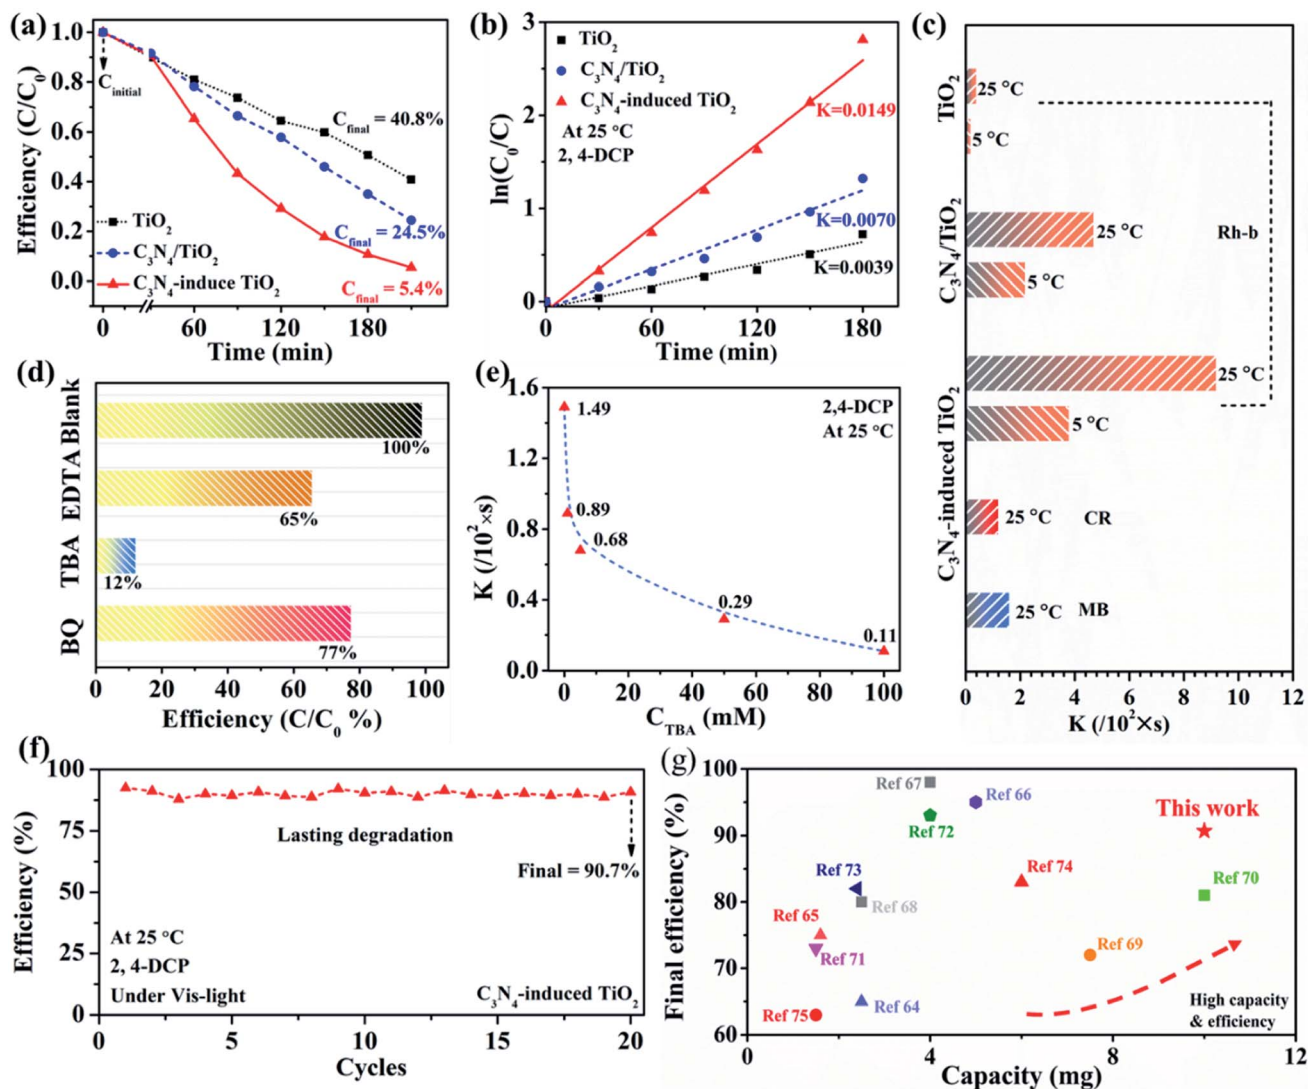 (a)
Efficiency (C/C₀)
1.0
0.8
0.6
0.4
0.2
0.0
C_initial
C_final = 40.8%
C_final = 24.5%
C_final = 5.4%
TiO₂
C₃N₄/TiO₂
C₃N₄-induce TiO₂
0 60 120 180
Time (min)
(b)
ln(C₀/C)
3
2
1
0
TiO₂
C₃N₄/TiO₂
C₃N₄-induced TiO₂
At 25 °C
2, 4-DCP
K=0.0149
K=0.0070
K=0.0039
0 60 120 180
Time (min)
(c)
TiO₂
C₃N₄/TiO₂
C₃N₄-induced TiO₂
25 °C
5 °C
25 °C
Rh-b
5 °C
25 °C
5 °C
25 °C CR
25 °C MB
0 2 4 6 8 10 12
K (/10²×s)
(d)
Blank
EDTA
TBA
BQ
100%
65%
12%
77%
0 20 40 60 80 100
Efficiency (C/C₀ %)
(e)
K (/10²×s)
1.6
1.2
0.8
0.4
0.0
2,4-DCP
At 25 °C
1.49
0.89
0.68
0.29
0.11
0 20 40 60 80 100
C_TBA (mM)
(f)
Efficiency (%)
100
75
50
25
0
Lasting degradation
Final = 90.7%
At 25 °C
2, 4-DCP
Under Vis-light
C₃N₄-induced TiO₂
0 5 10 15 20
Cycles
(g)
Final efficiency (%)
100
90
80
70
60
Ref 67
Ref 66
Ref 72
This work
Ref 73
Ref 74
Ref 70
Ref 68
Ref 65
Ref 71
Ref 69
Ref 64
Ref 75
High capacity
& efficiency
0 4 8 12
Capacity (mg)